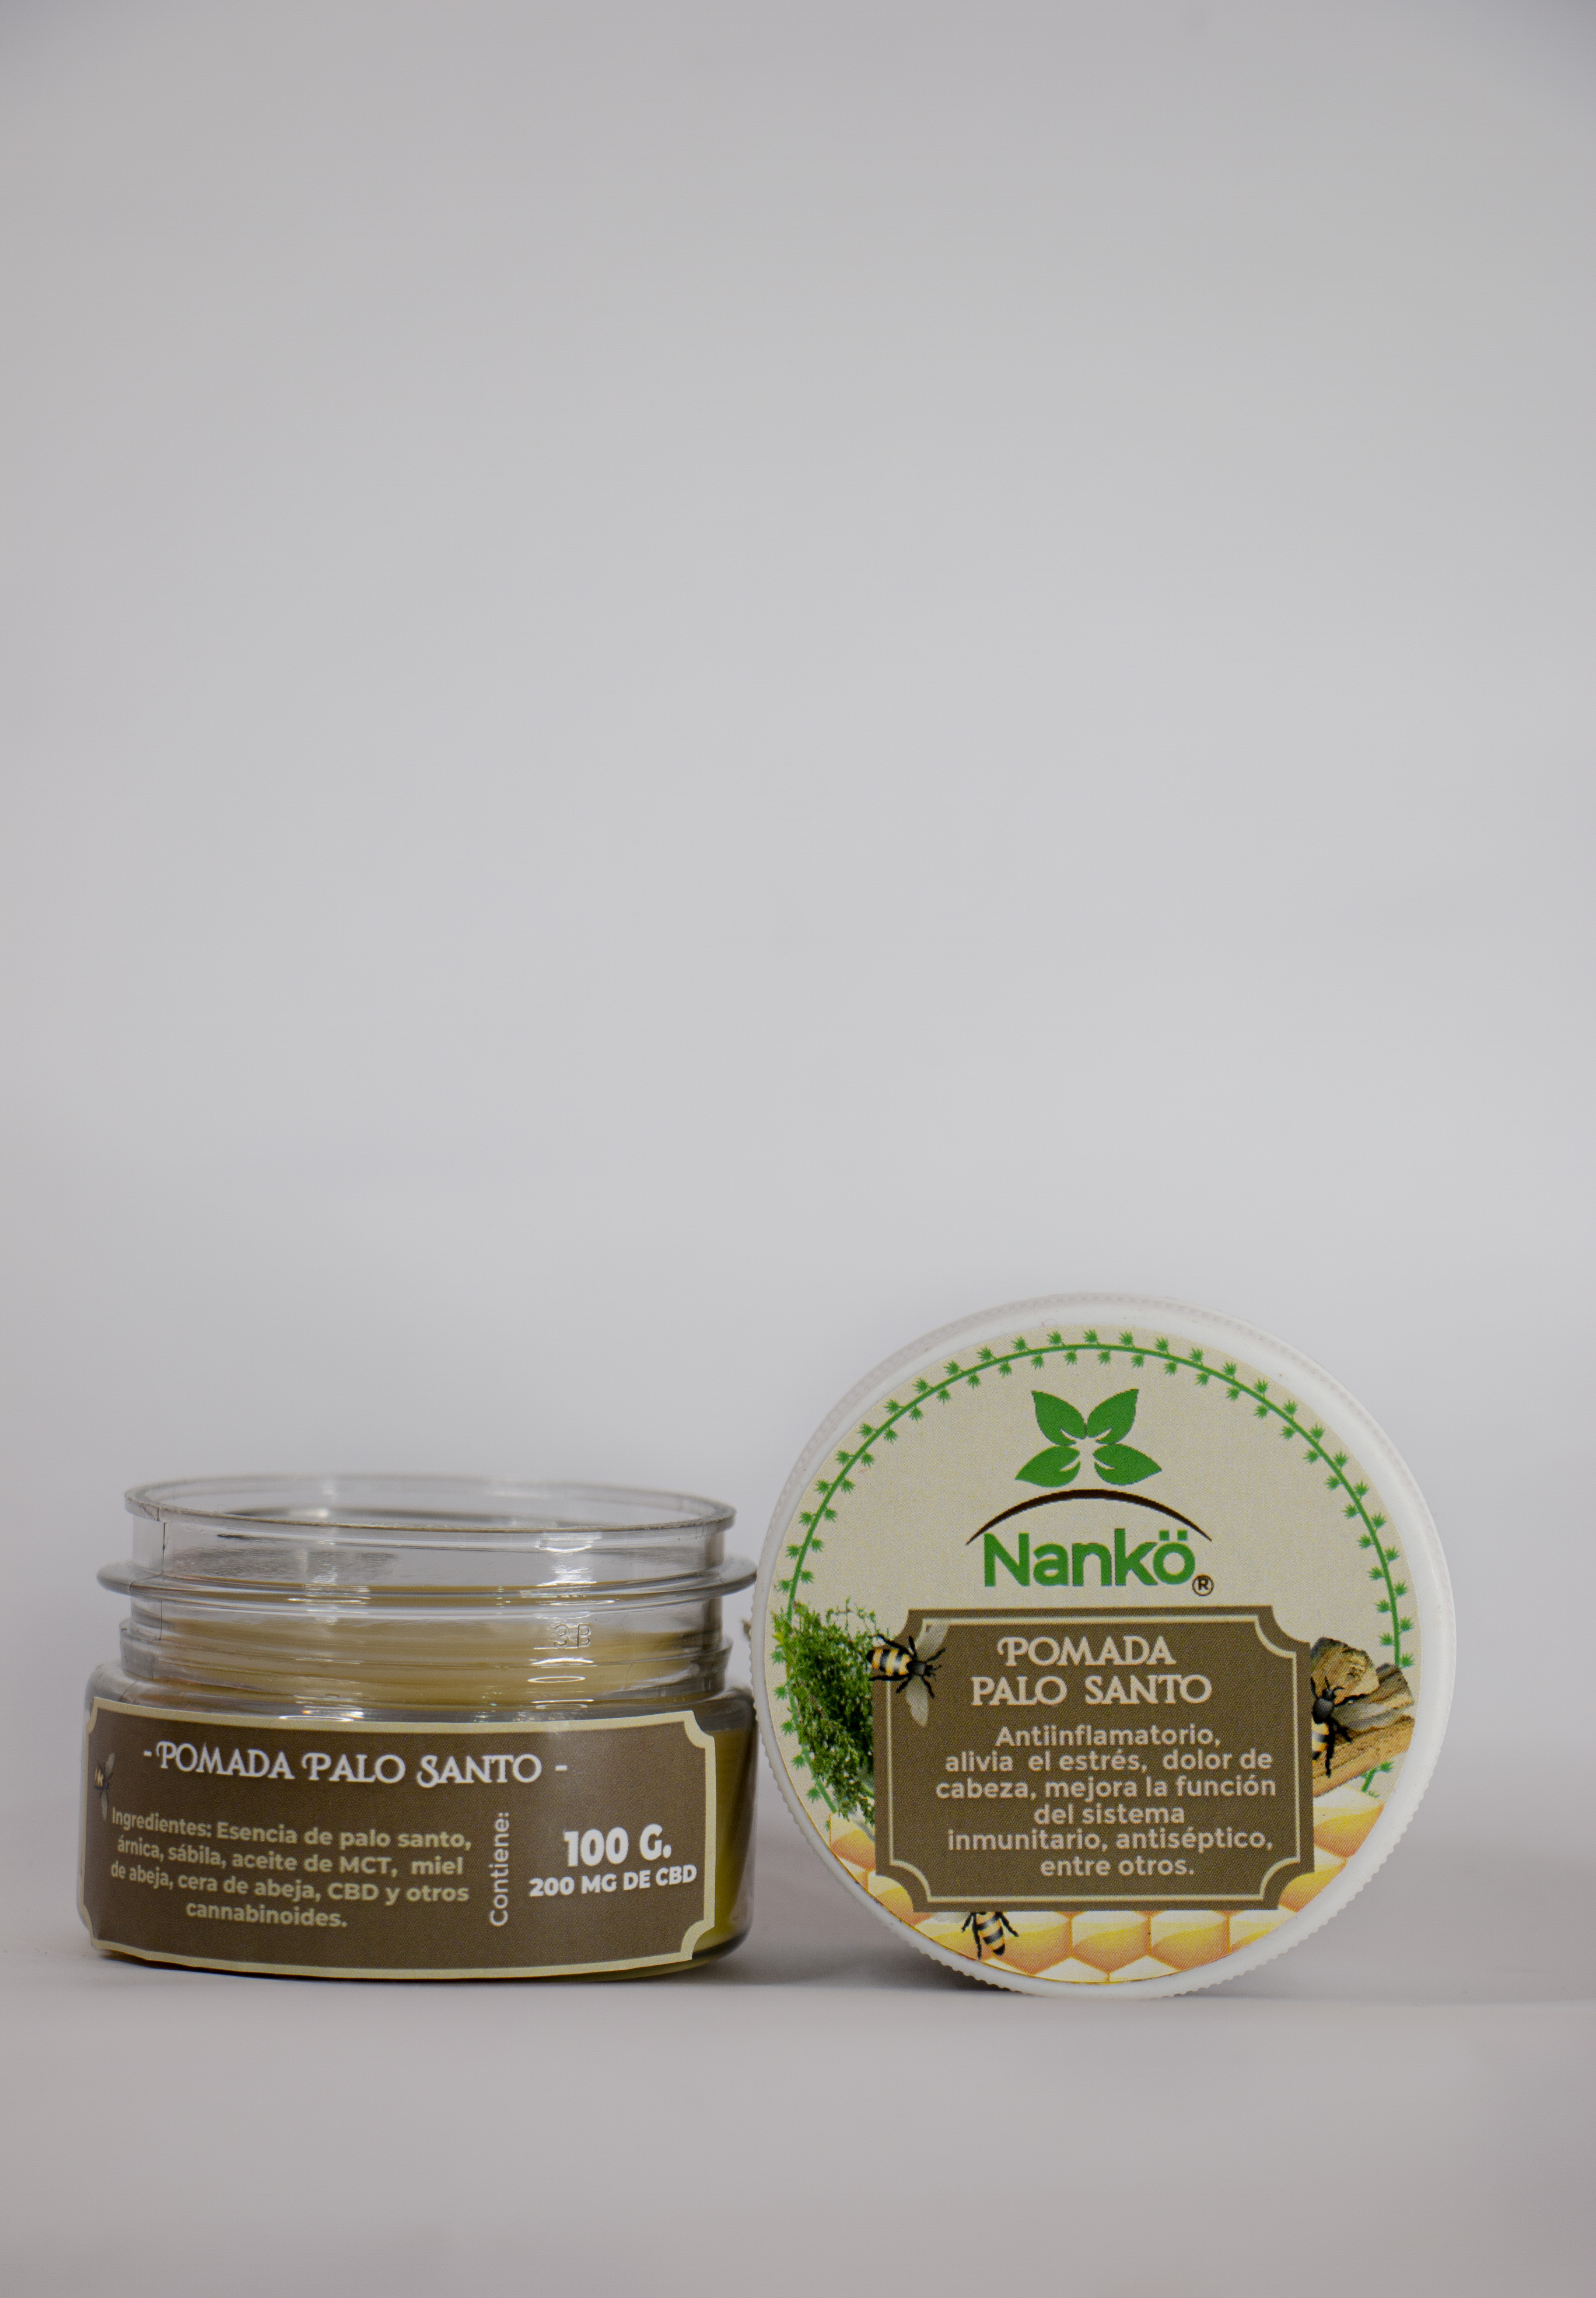 -POMADA PALO SANTO-
Ingredientes: Esencia de palo santo,
árnica, sábila, aceite de MCT, miel
de abeja, cera de abeja, CBD y otros
cannabinoides.
Contiene:
100 G.
200 MG DE CBD
3B
Nankö®
POMADA
PALO SANTO
Antiinflamatorio,
alivia el estrés, dolor de
cabeza, mejora la función
del sistema
inmunitario, antiséptico,
entre otros.